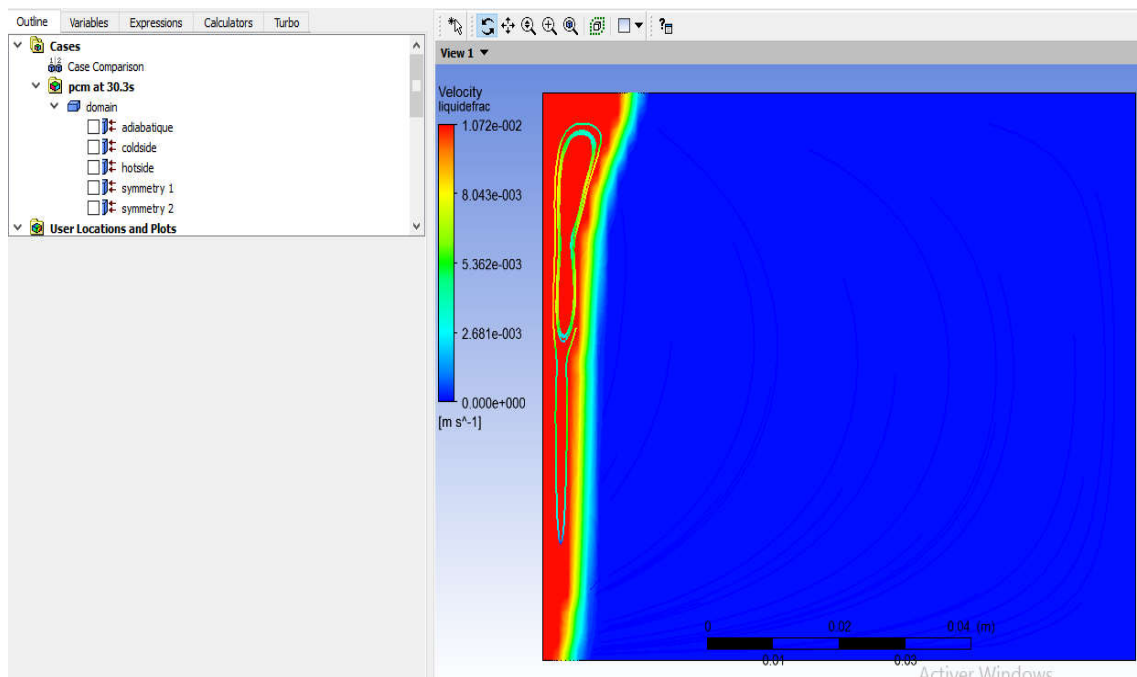 Outline Variables Expressions Calculators Turbo
Cases
Case Comparison
pcm at 30.3s
domain
adiabatique
coldside
hotside
symmetry 1
symmetry 2
User Locations and Plots
View 1
Velocity
liquidefrac
1.072e-002
8.043e-003
5.362e-003
2.681e-003
0.000e+000
[m s^-1]
0 0.02 0.04 (m)
0.01 0.03
Activer Windows